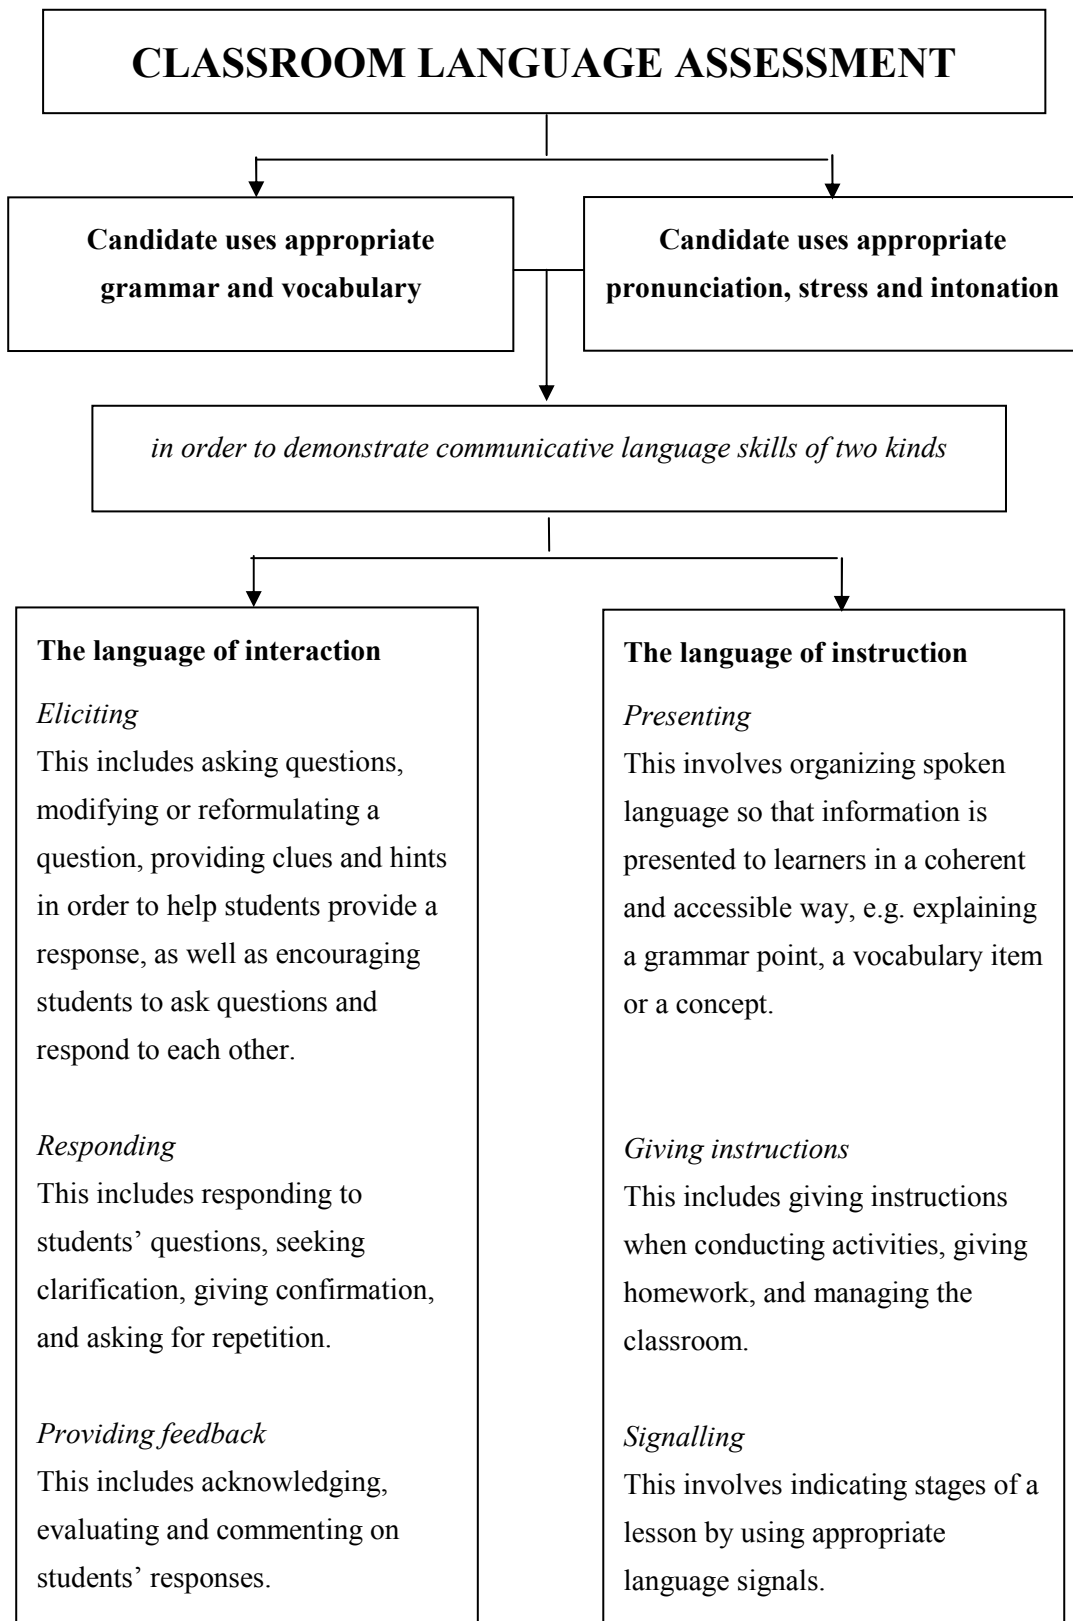 CLASSROOM LANGUAGE ASSESSMENT
Candidate uses appropriate
grammar and vocabulary
Candidate uses appropriate
pronunciation, stress and intonation
in order to demonstrate communicative language skills of two kinds
The language of interaction
Eliciting
This includes asking questions,
modifying or reformulating a
question, providing clues and hints
in order to help students provide a
response, as well as encouraging
students to ask questions and
respond to each other.
Responding
This includes responding to
students’ questions, seeking
clarification, giving confirmation,
and asking for repetition.
Providing feedback
This includes acknowledging,
evaluating and commenting on
students’ responses.
The language of instruction
Presenting
This involves organizing spoken
language so that information is
presented to learners in a coherent
and accessible way, e.g. explaining
a grammar point, a vocabulary item
or a concept.
Giving instructions
This includes giving instructions
when conducting activities, giving
homework, and managing the
classroom.
Signalling
This involves indicating stages of a
lesson by using appropriate
language signals.